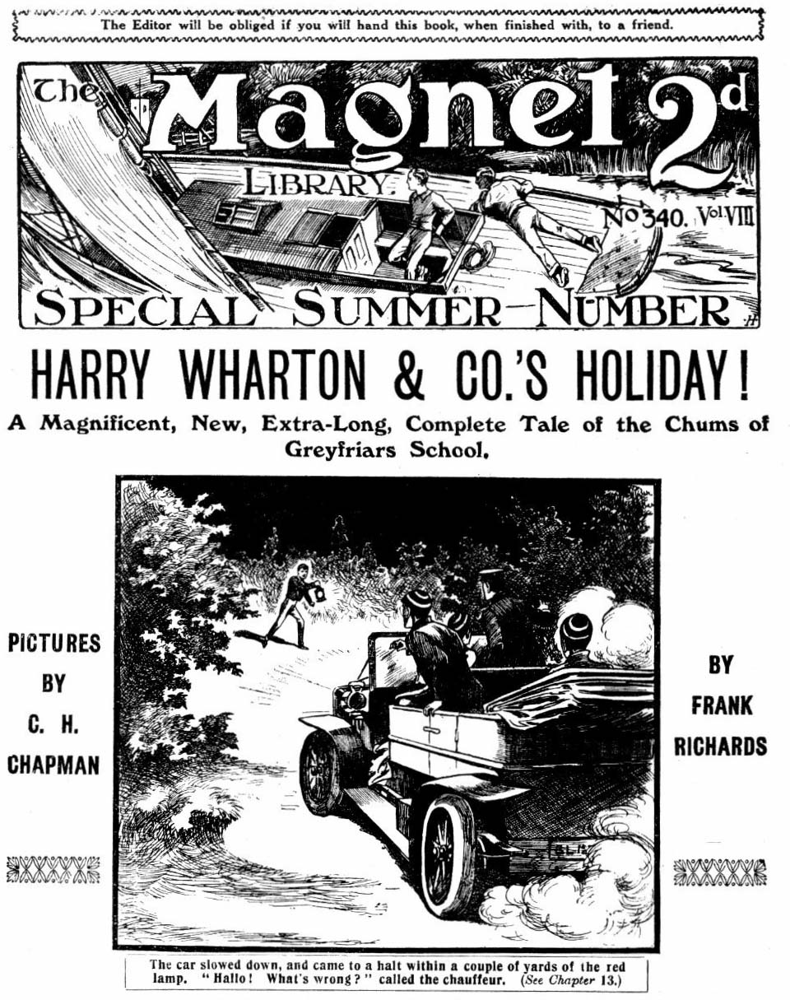 The Editor will be obliged if you will hand this book, when finished with, to a friend.
The Magnet 2d
LIBRARY.
No 340. Vol. VIII
SPECIAL SUMMER NUMBER
HARRY WHARTON & CO.'S HOLIDAY!
A Magnificent, New, Extra-Long, Complete Tale of the Chums of
Greyfriars School.
PICTURES
BY
C. H.
CHAPMAN
BY
FRANK
RICHARDS
The car slowed down, and came to a halt within a couple of yards of the red
lamp. "Hallo! What's wrong?" called the chauffeur. (See Chapter 13.)